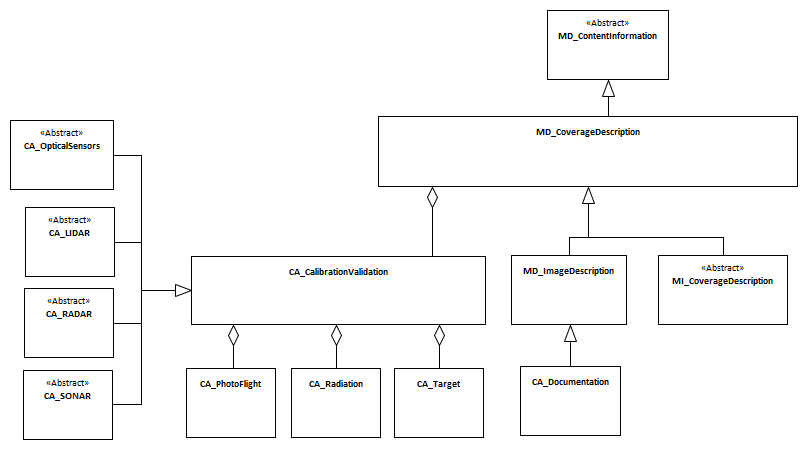 «Abstract»
MD_ContentInformation
MD_CoverageDescription
«Abstract»
CA_OpticalSensors
«Abstract»
CA_LIDAR
«Abstract»
CA_RADAR
«Abstract»
CA_SONAR
CA_CalibrationValidation
MD_ImageDescription
«Abstract»
MI_CoverageDescription
CA_PhotoFlight
CA_Radiation
CA_Target
CA_Documentation